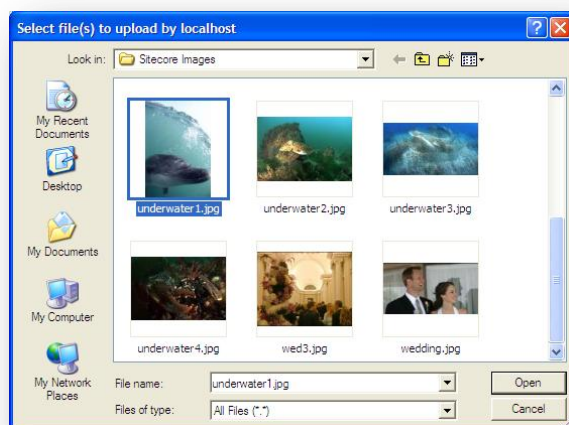 Select file(s) to upload by localhost
Look in:
Sitecore Images
My Recent
Documents
Desktop
My Documents
My Computer
My Network
Places
underwater1.jpg
underwater2.jpg
underwater3.jpg
underwater4.jpg
wed3.jpg
wedding.jpg
File name:
underwater1.jpg
Open
Files of type:
All Files (*.*)
Cancel